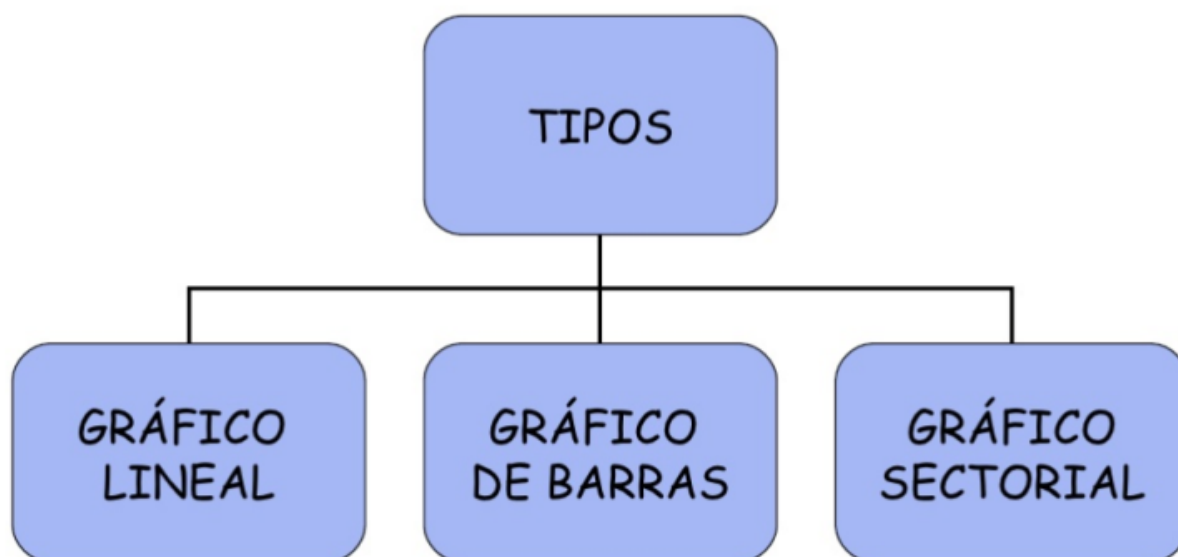 TIPOS
GRÁFICO
LINEAL
GRÁFICO
DE BARRAS
GRÁFICO
SECTORIAL